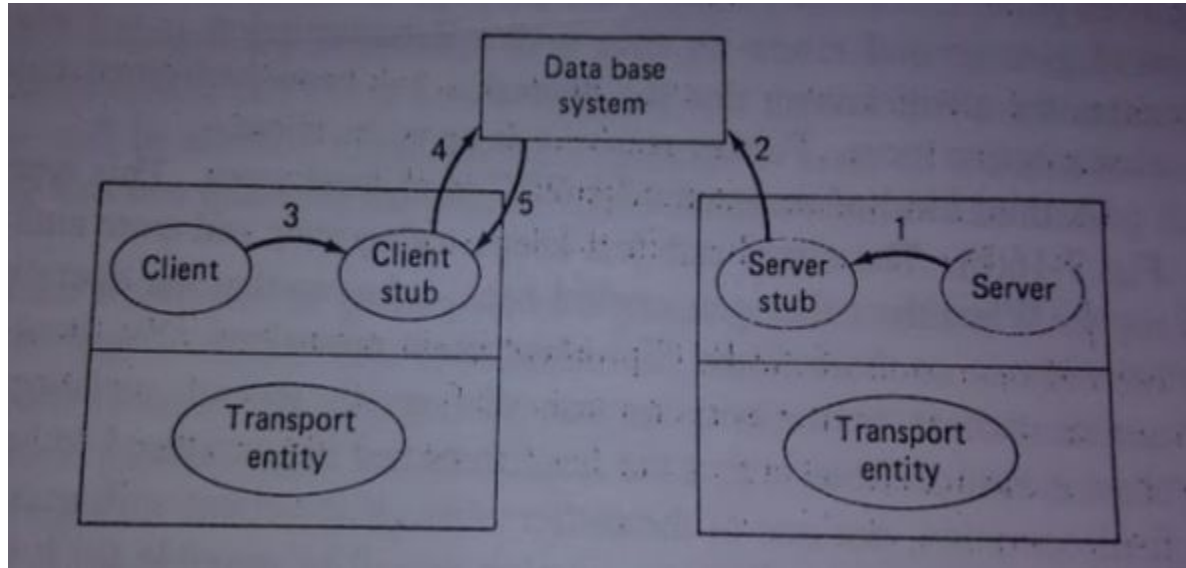 Data base
system
4
2
5
3
1
Client
Client
stub
Server
stub
Server
Transport
entity
Transport
entity